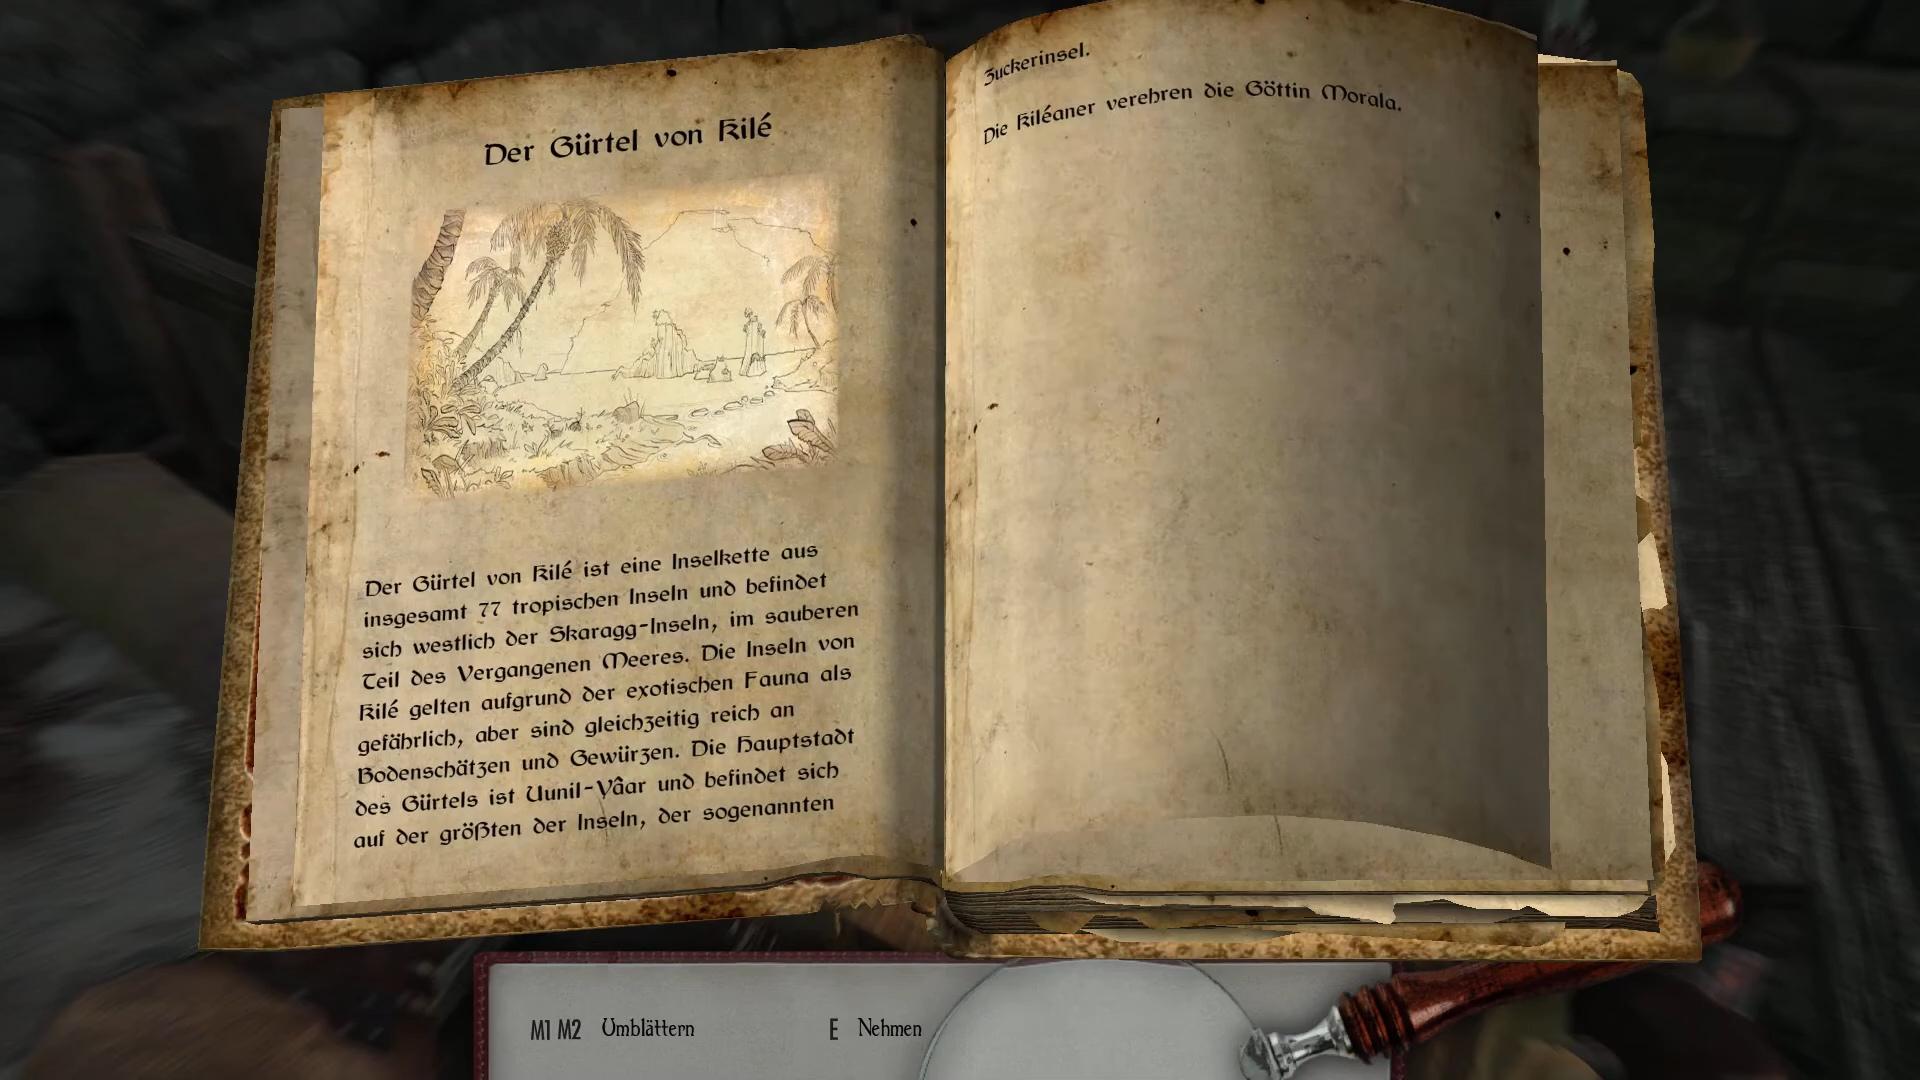 Der Gürtel von Kilé
Der Gürtel von Kilé ist eine Inselkette aus
insgesamt 77 tropischen Inseln und befindet
sich westlich der Skaragg-Inseln, im sauberen
Teil des Vergangenen Meeres. Die Inseln von
Kilé gelten aufgrund der exotischen Fauna als
gefährlich, aber sind gleichzeitig reich an
Bodenschätzen und Gewürzen. Die Hauptstadt
des Gürtels ist Uunil-Yâar und befindet sich
auf der größten der Inseln, der sogenannten
Zuckerinsel.
Die Kiléaner verehren die Göttin Morala.
M1 M2 Umblättern
E Nehmen